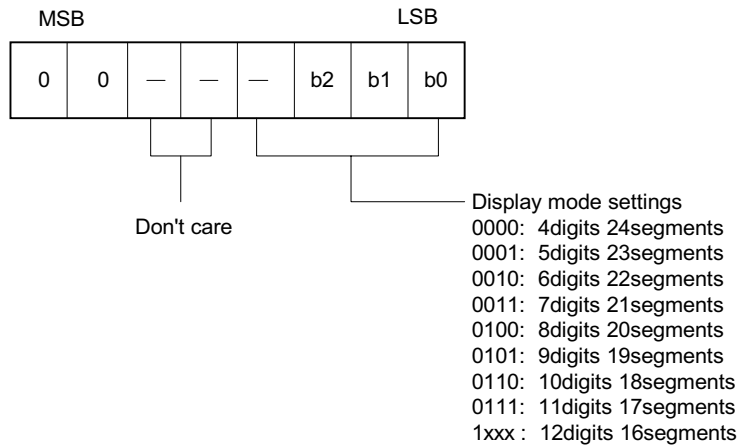 MSB LSB
0 0 — — — b2 b1 b0
Don't care
Display mode settings
0000: 4digits 24segments
0001: 5digits 23segments
0010: 6digits 22segments
0011: 7digits 21segments
0100: 8digits 20segments
0101: 9digits 19segments
0110: 10digits 18segments
0111: 11digits 17segments
1xxx : 12digits 16segments